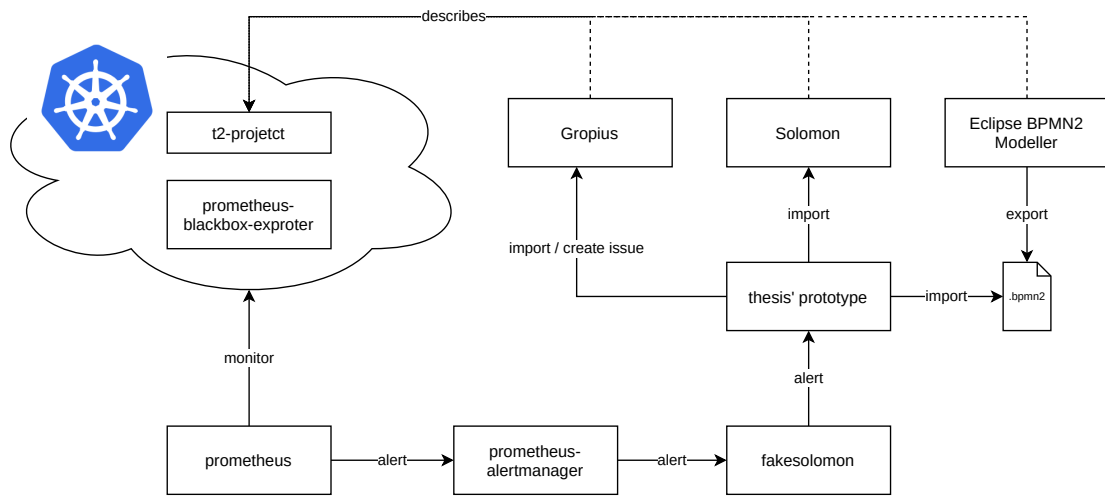 describes
t2-projetct
Gropius
Solomon
Eclipse BPMN2
Modeller
prometheus-
blackbox-exproter
import
export
import / create issue
thesis' prototype
import
.bpmn2
monitor
alert
prometheus
alert
prometheus-
alertmanager
alert
fakesolomon